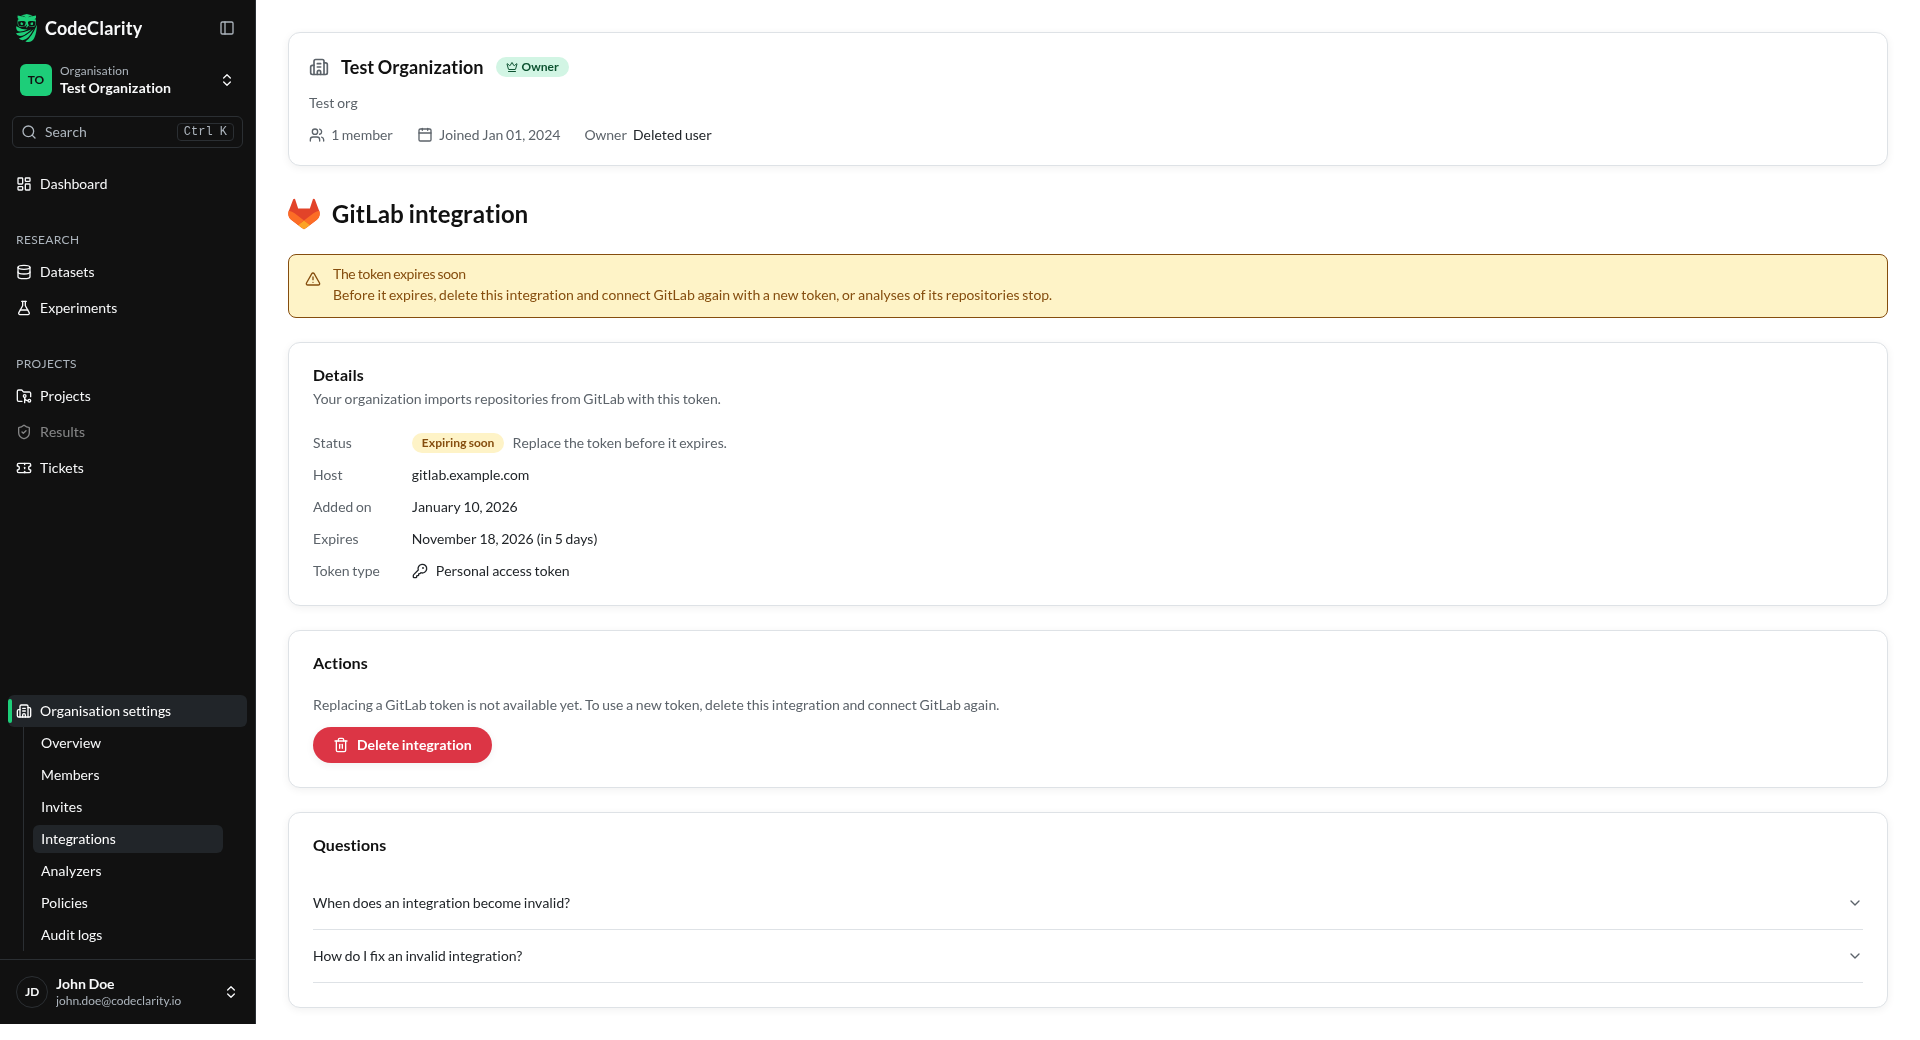 CodeClarity
TO
Organisation
Test Organization
Search
Ctrl K
Dashboard
RESEARCH
Datasets
Experiments
PROJECTS
Projects
Results
Tickets
Organisation settings
Overview
Members
Invites
Integrations
Analyzers
Policies
Audit logs
JD
John Doe
john.doe@codeclarity.io
Test Organization
Owner
Test org
1 member
Joined Jan 01, 2024
Owner Deleted user
GitLab integration
The token expires soon
Before it expires, delete this integration and connect GitLab again with a new token, or analyses of its repositories stop.
Details
Your organization imports repositories from GitLab with this token.
Status Expiring soon Replace the token before it expires.
Host gitlab.example.com
Added on January 10, 2026
Expires November 18, 2026 (in 5 days)
Token type Personal access token
Actions
Replacing a GitLab token is not available yet. To use a new token, delete this integration and connect GitLab again.
Delete integration
Questions
When does an integration become invalid?
How do I fix an invalid integration?